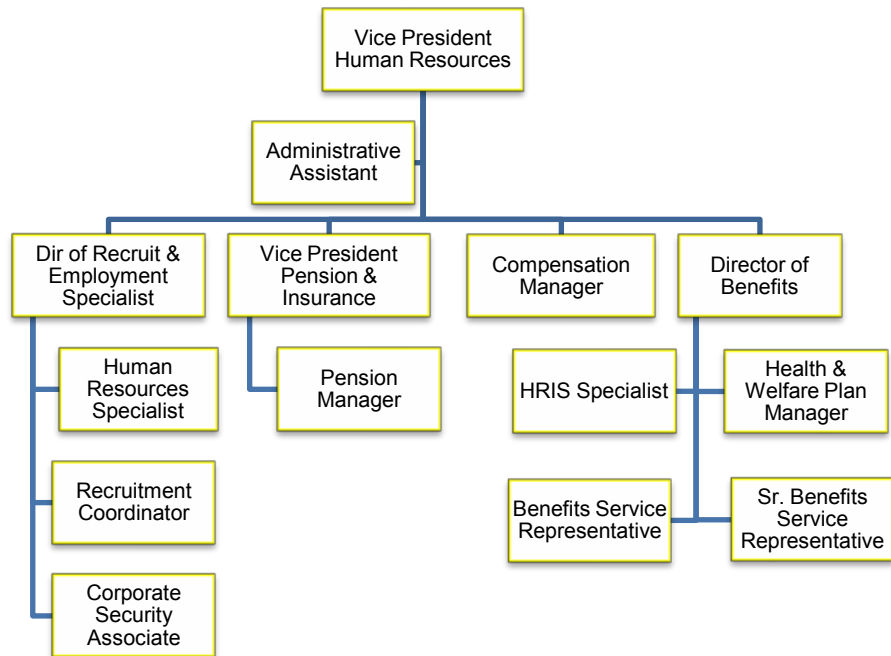 Vice President
Human Resources
Administrative
Assistant
Dir of Recruit &
Employment
Specialist
Vice President
Pension &
Insurance
Compensation
Manager
Director of
Benefits
Human
Resources
Specialist
Pension
Manager
HRIS Specialist
Health &
Welfare Plan
Manager
Recruitment
Coordinator
Benefits Service
Representative
Sr. Benefits
Service
Representative
Corporate
Security
Associate